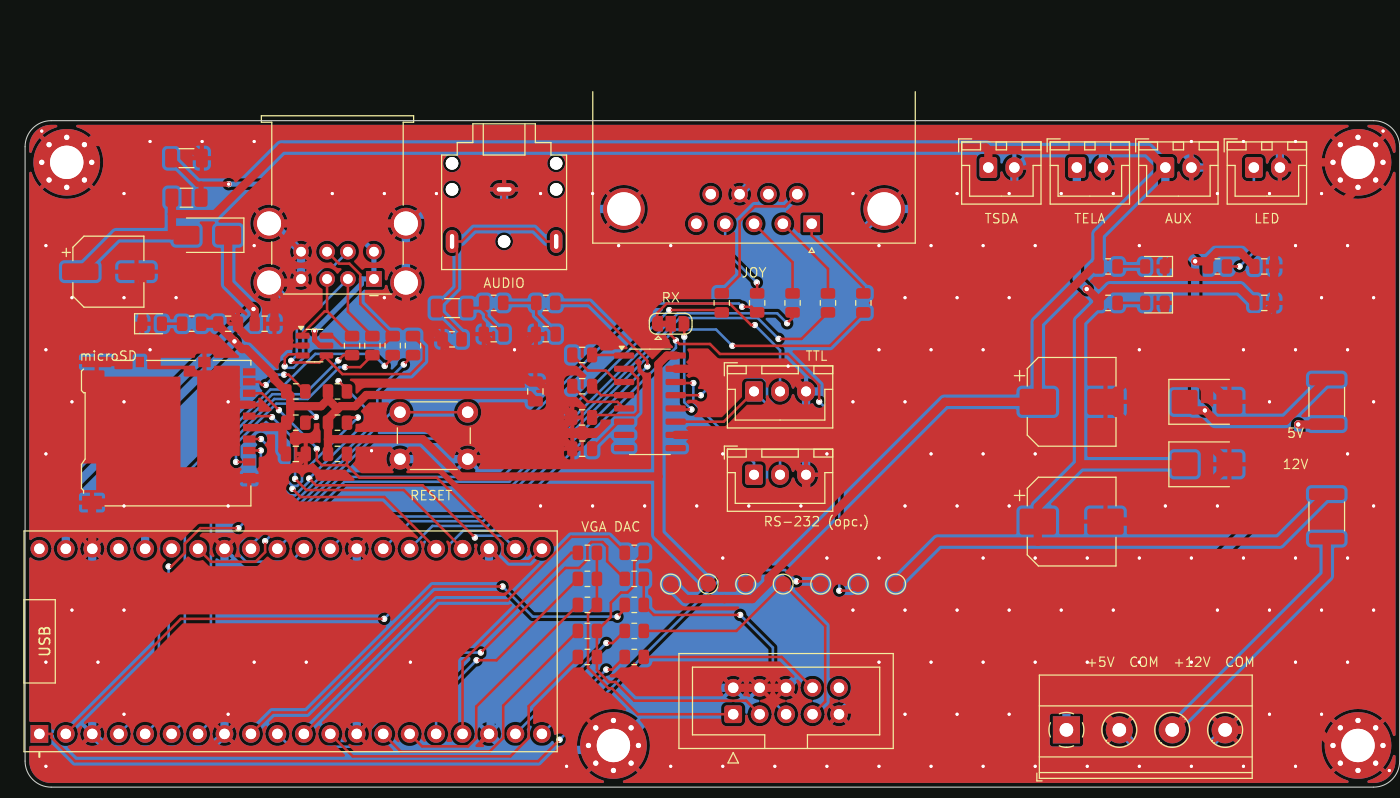 TSDA
TELA
AUX
LED
AUDIO
JOY
RX
microSD
TTL
5V
12V
RESET
RS-232 (opc.)
VGA DAC
USB
+5V COM +12V COM